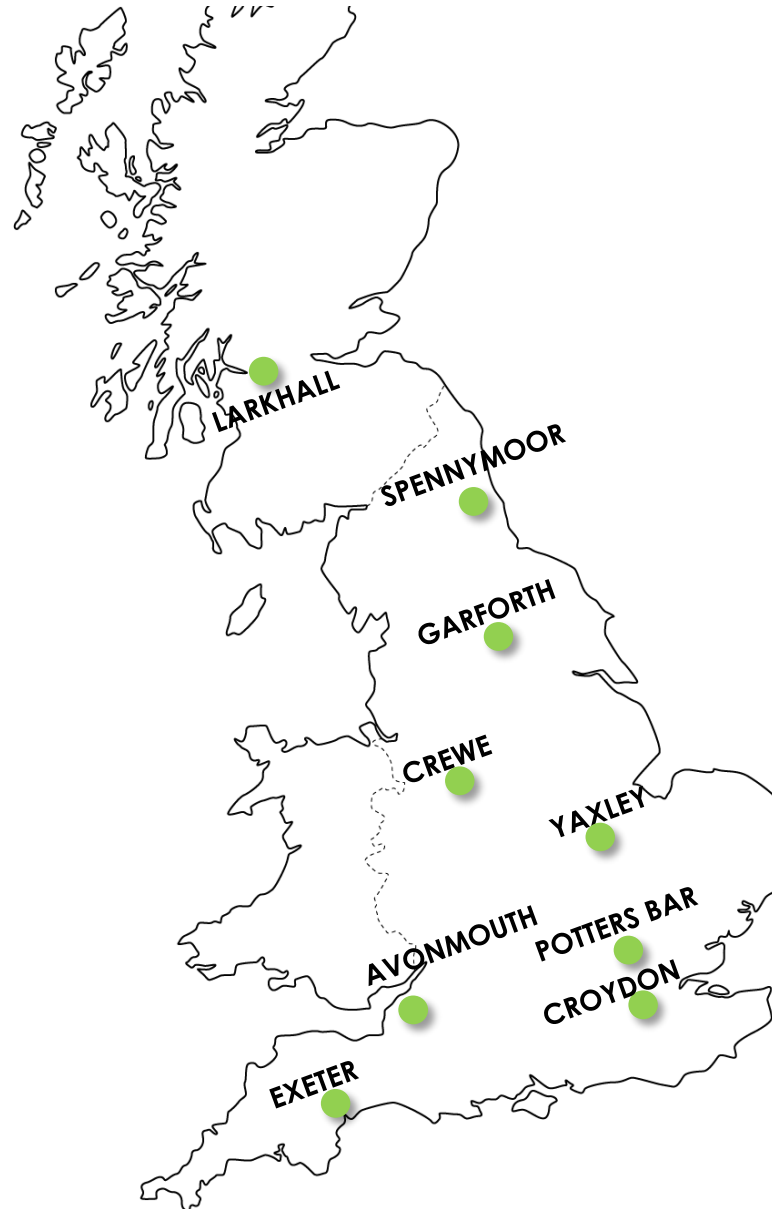 LARKHALL
SPENNYMOOR
GARFORTH
CREWE
YAXLEY
POTTERS BAR
AVONMOUTH
CROYDON
EXETER